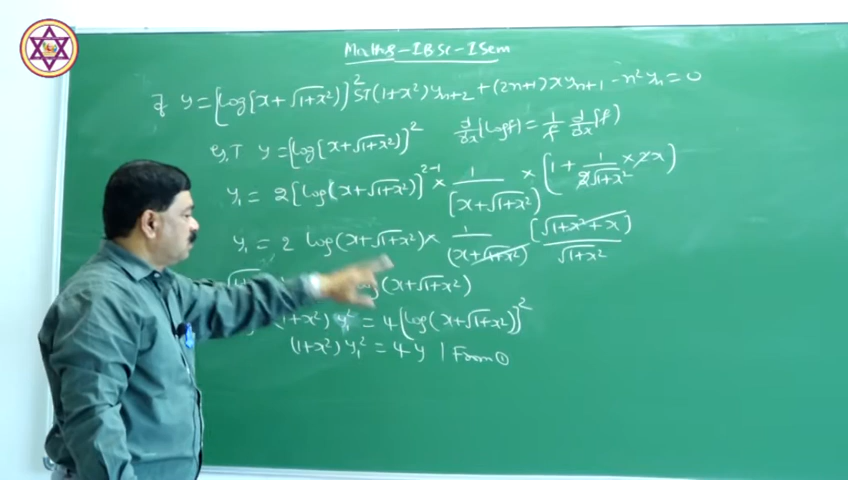 Maths - I BSc - I Sem
If y = [log[x + √1+x²]]² ST (1+x²) yₙ₊₂ + (2n+1) x yₙ₊₁ - n² yₙ = 0
G.T y = [log[x + √1+x²)]² d/dx (log f) = 1/f d/dx (f)
y₁ = 2 [log(x + √1+x²)]²⁻¹ × 1/[x + √1+x²) × (1 + 1/2√1+x² × 2x)
y₁ = 2 log(x + √1+x²) × 1/(x + √1+x²) [√1+x² + x]/√1+x²
(x + √1+x²)
(1+x²) y₁² = 4 [log(x + √1+x²)]²
(1+x²) y₁² = 4y | From ①